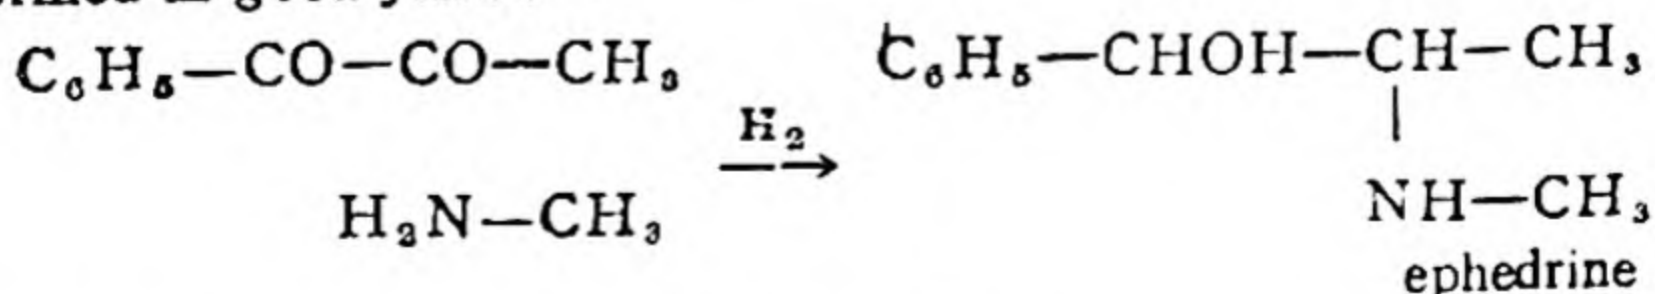 C₆H₅—CO—CO—CH₃
H₂N—CH₃
H₂
C₆H₅—CHOH—CH—CH₃
|
NH—CH₃
ephedrine